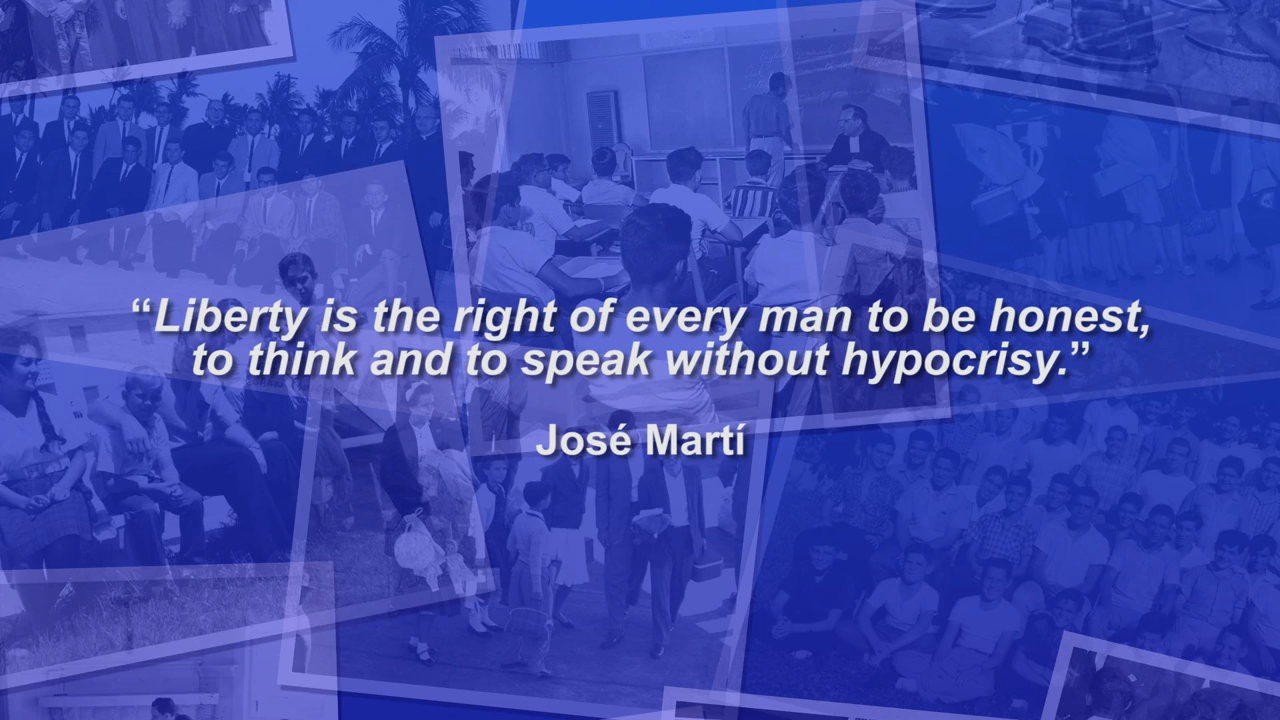 “Liberty is the right of every man to be honest,
to think and to speak without hypocrisy.”
José Martí